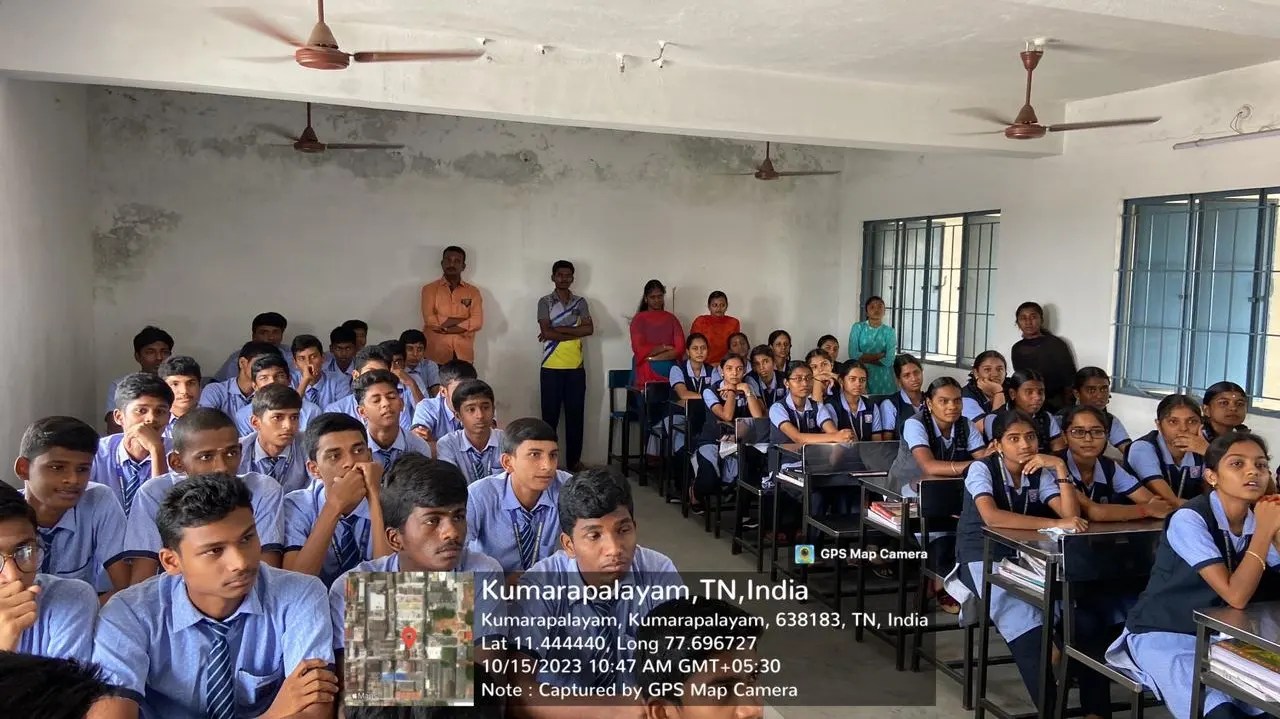 GPS Map Camera
Kumarapalayam,TN,India
Kumarapalayam, Kumarapalayam, 638183, TN, India
Lat 11.444440, Long 77.696727
10/15/2023 10:47 AM GMT+05:30
Note : Captured by GPS Map Camera